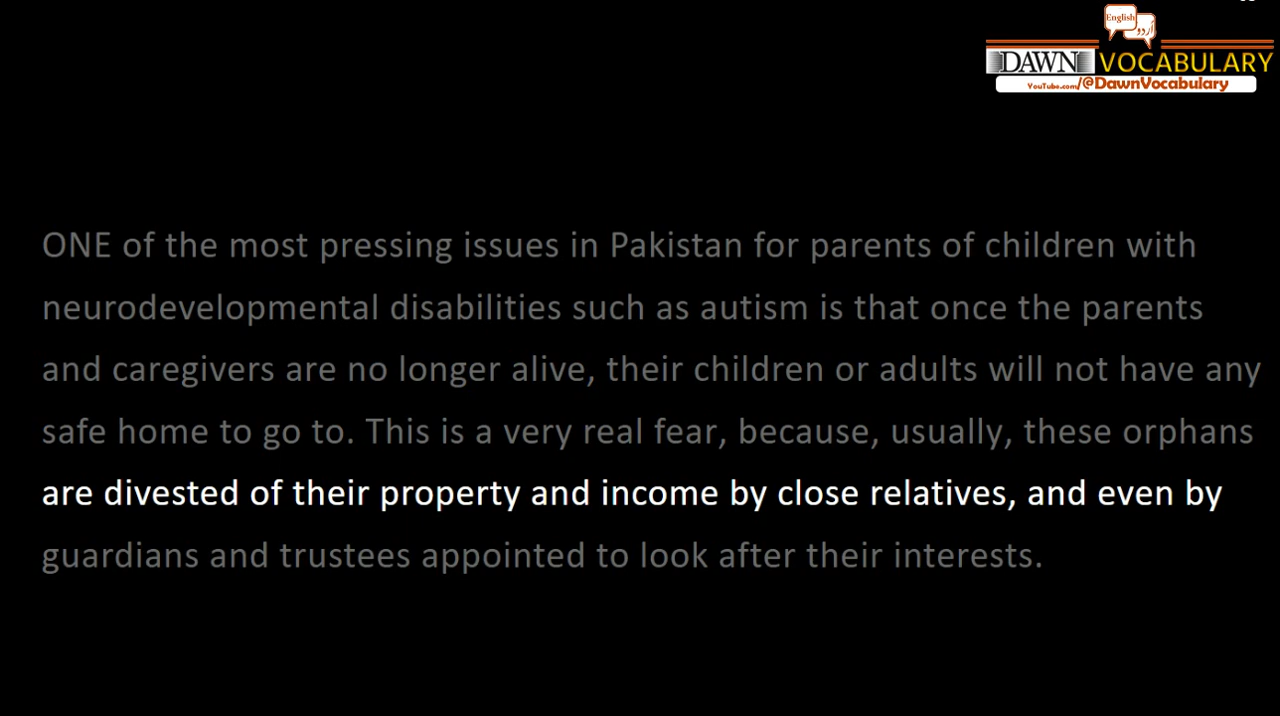 English
اُردو
DAWN VOCABULARY
YouTube.com/@DawnVocabulary
ONE of the most pressing issues in Pakistan for parents of children with
neurodevelopmental disabilities such as autism is that once the parents
and caregivers are no longer alive, their children or adults will not have any
safe home to go to. This is a very real fear, because, usually, these orphans
are divested of their property and income by close relatives, and even by
guardians and trustees appointed to look after their interests.